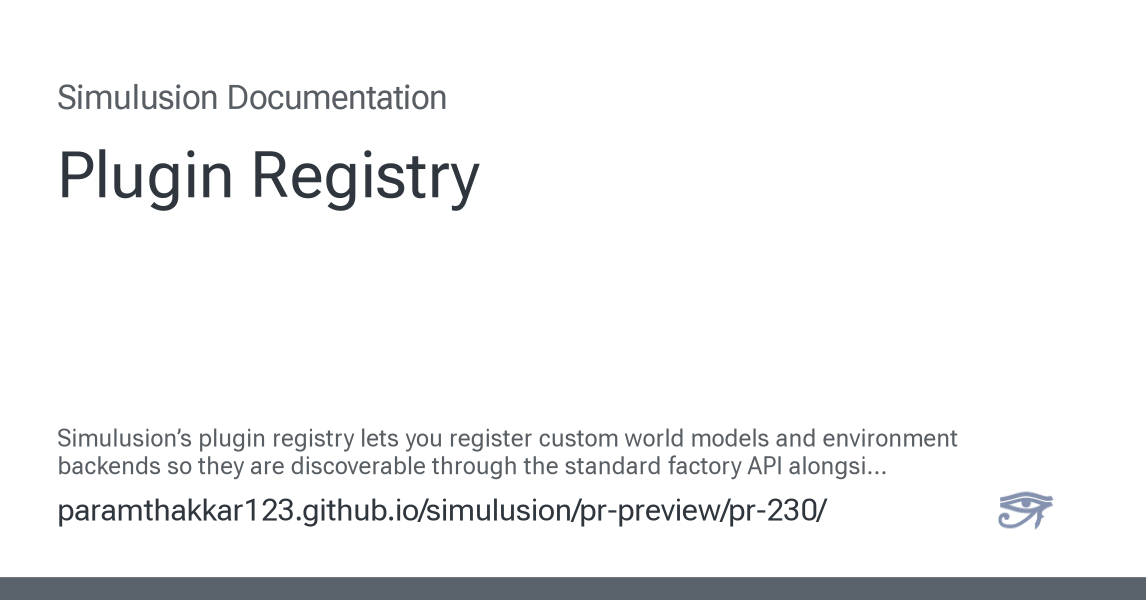 Simulusion Documentation
Plugin Registry
Simulusion’s plugin registry lets you register custom world models and environment
backends so they are discoverable through the standard factory API alongsi...
paramthakkar123.github.io/simulusion/pr-preview/pr-230/